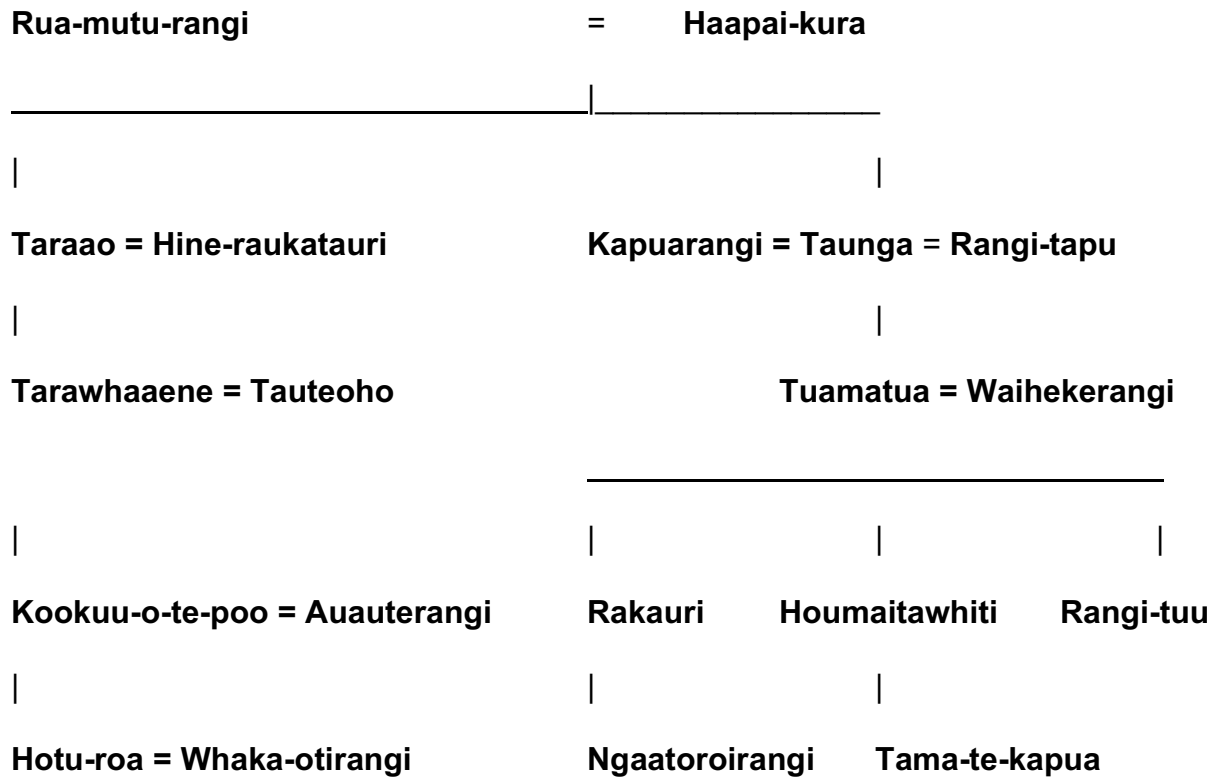 Rua-mutu-rangi = Haapai-kura
Taraao = Hine-raukatauri Kapuarangi = Taunga = Rangi-tapu
Tarawhaaene = Tauteoho Tuamatua = Waihekerangi
Kookuu-o-te-poo = Auauterangi Rakauri Houmaitawhiti Rangi-tuu
Hotu-roa = Whaka-otirangi Ngaatoroirangi Tama-te-kapua